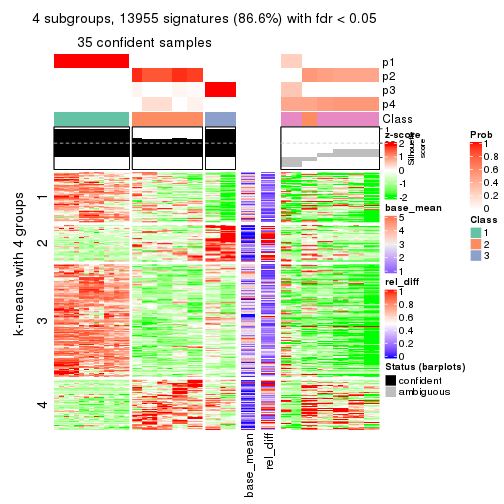 4 subgroups, 13955 signatures (86.6%) with fdr < 0.05
35 confident samples
p1
p2
p3
p4
Class
1
Silhouette
score
k-means with 4 groups
1
2
3
4
base_mean
rel_diff
z-score
2
1
0
-1
-2
base_mean
5
4
3
2
1
rel_diff
1
0.8
0.6
0.4
0.2
0
Status (barplots)
confident
ambiguous
Prob
1
0.8
0.6
0.4
0.2
0
Class
1
2
3